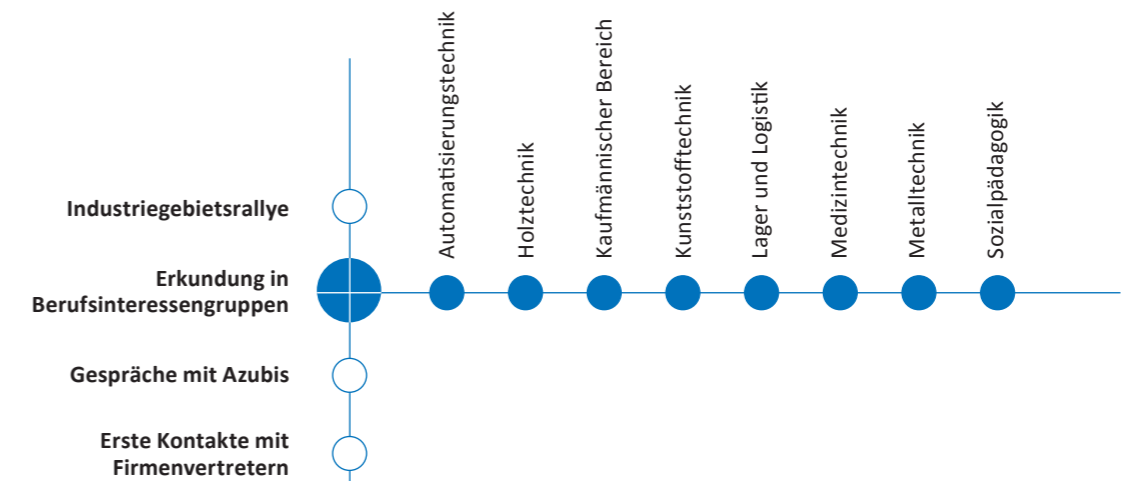 Automatisierungstechnik
Holztechnik
Kaufmännischer Bereich
Kunststofftechnik
Lager und Logistik
Medizintechnik
Metalltechnik
Sozialpädagogik
Industriegebietsrallye
Erkundung in
Berufsinteressengruppen
Gespräche mit Azubis
Erste Kontakte mit
Firmenvertretern